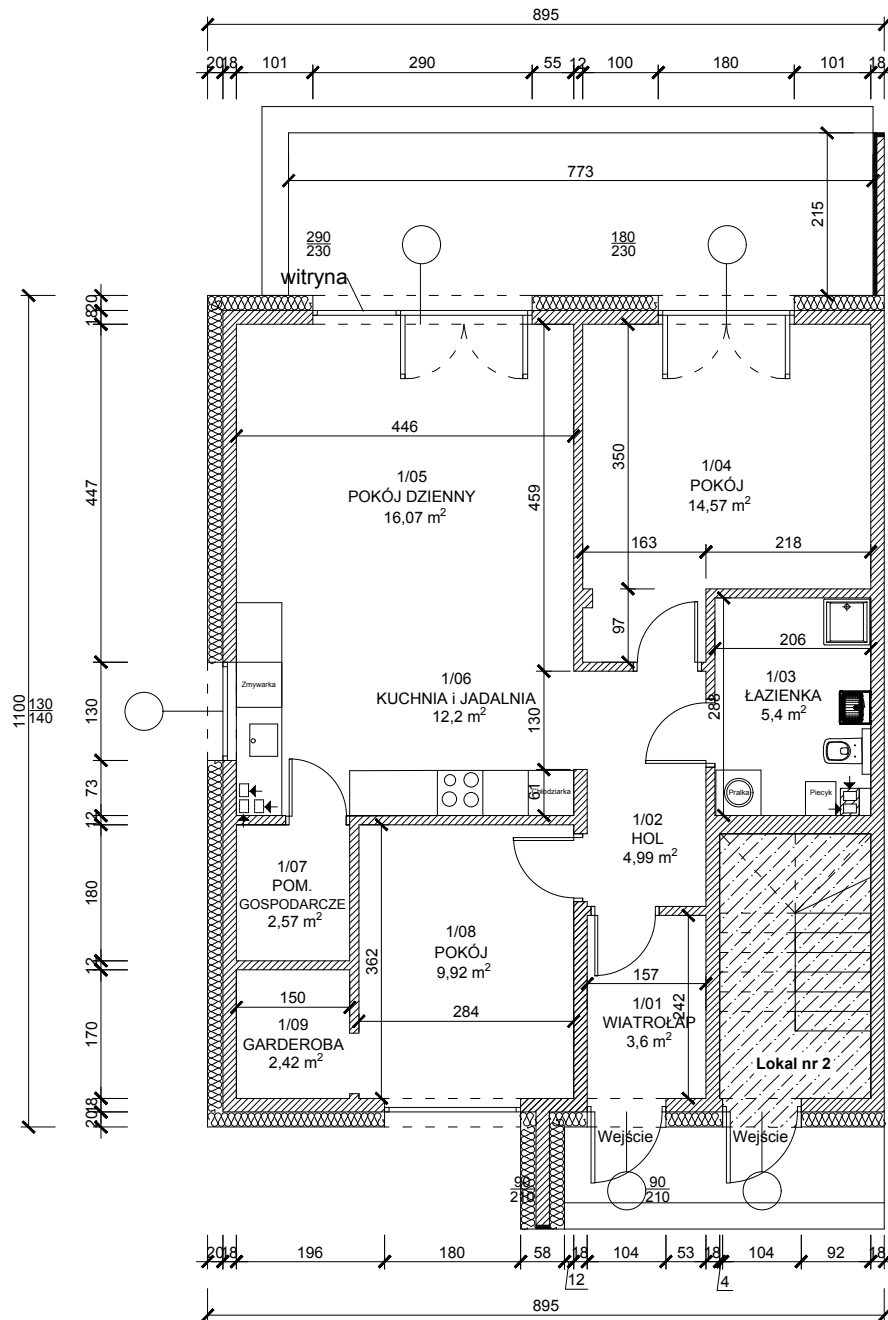 895
20 18 101 290 55 12 100 180 101 18
773
215
290
230
180
230
witryna
20
18
446
1/05
POKÓJ DZIENNY
16,07 m²
459
350
1/04
POKÓJ
14,57 m²
447
163
218
97
206
1/03
ŁAZIENKA
5,4 m²
288
Zmywarka
1/06
KUCHNIA i JADALNIA
12,2 m²
130
1100
130
140
130
73
61
Pralka
Piecyk
12
1/02
HOL
4,99 m²
1/07
POM.
GOSPODARCZE
2,57 m²
180
1/08
POKÓJ
9,92 m²
362
12
157
242
150
284
1/01
WIATROŁAP
3,6 m²
1/09
GARDEROBA
2,42 m²
170
Lokal nr 2
18
20
Wejście
Wejście
90
210
90
210
20 18 196 180 58 12 18 104 53 18 4 104 92 18
895